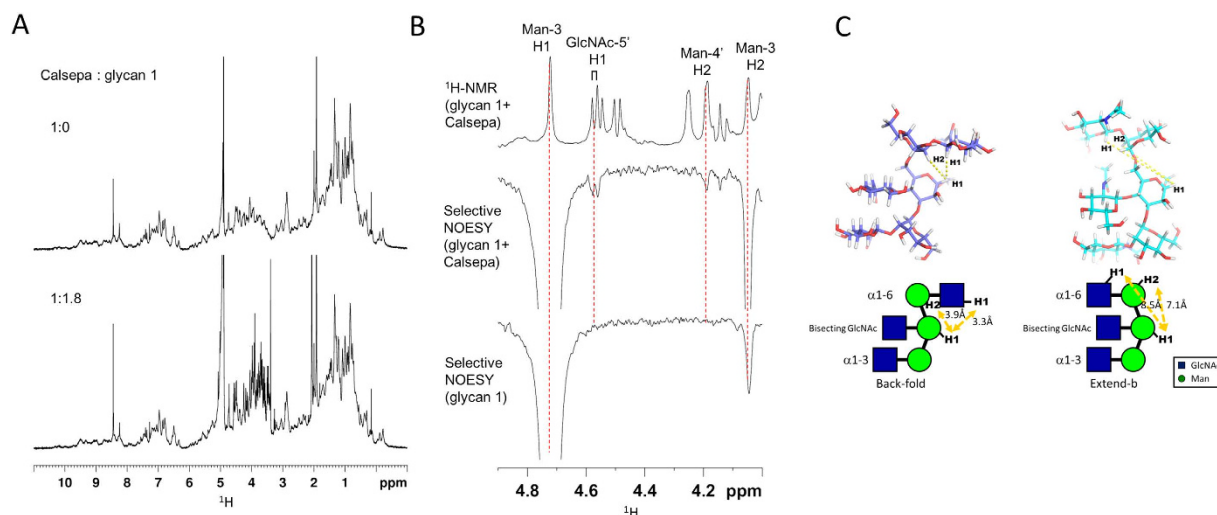 A
Calsepa : glycan 1
1:0
1:1.8
10 9 8 7 6 5 4 3 2 1 ppm
¹H
B
Man-3
H1
GlcNAc-5'
H1
Man-4'
H2
Man-3
H2
¹H-NMR
(glycan 1+
Calsepa)
Selective
NOESY
(glycan 1+
Calsepa)
Selective
NOESY
(glycan 1)
4.8 4.6 4.4 4.2 ppm
¹H
C
H2 H1
H1
H2
H1
H1
α1-6
H2
H1
3.9Å
3.3Å
Bisecting GlcNAc
H1
α1-3
Back-fold
H1
H2
α1-6
8.5Å 7.1Å
Bisecting GlcNAc
H1
α1-3
Extend-b
GlcNAc
Man